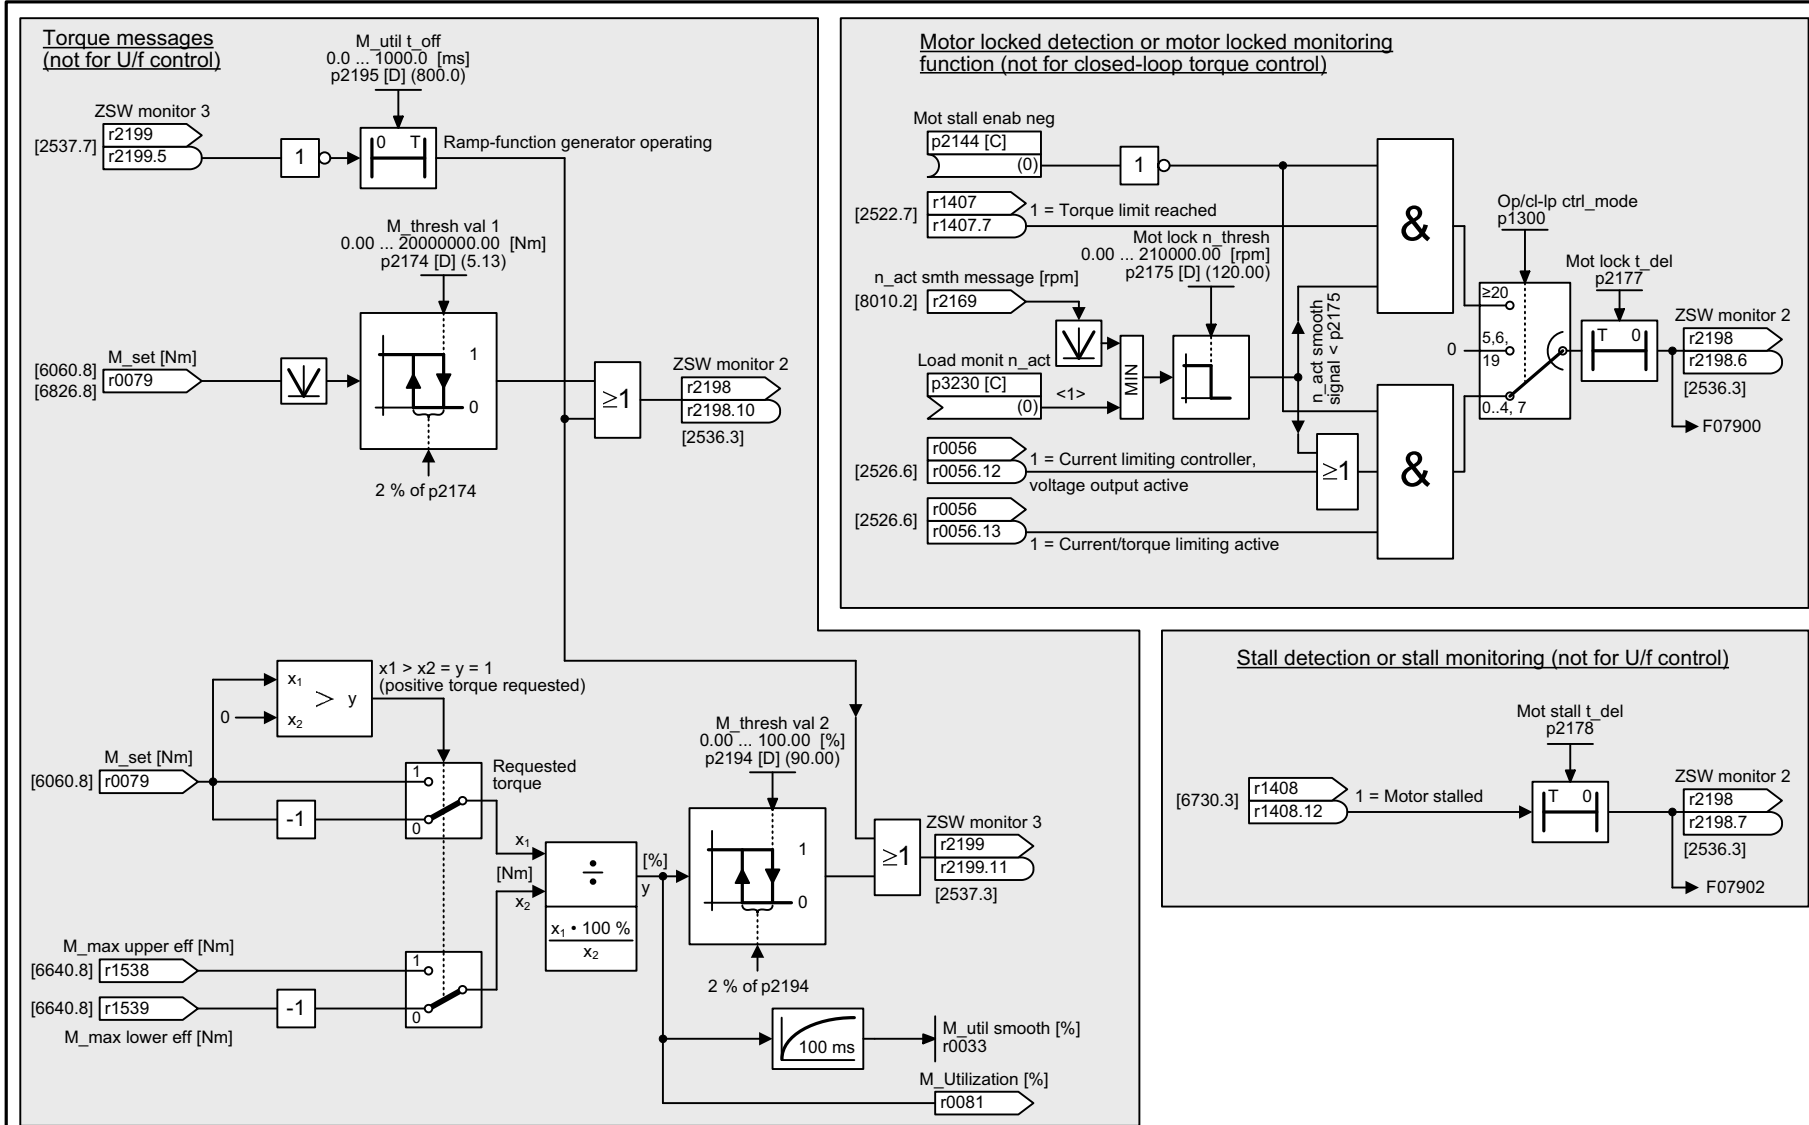 Torque messages
(not for U/f control)
M_util t_off
0.0 ... 1000.0 [ms]
p2195 [D] (800.0)
ZSW monitor 3
[2537.7]
r2199
r2199.5
1
0 T
Ramp-function generator operating
M_thresh val 1
0.00 ... 20000000.00 [Nm]
p2174 [D] (5.13)
[6060.8]
[6826.8]
M_set [Nm]
r0079
1
0
2 % of p2174
≥1
ZSW monitor 2
r2198
r2198.10
[2536.3]
x1 > x2 = y = 1
(positive torque requested)
x₁
> y
x₂
0
M_set [Nm]
[6060.8]
r0079
-1
1
0
Requested
torque
x₁
[Nm]
x₂
÷
x₁ • 100 %
x₂
[%]
y
M_max upper eff [Nm]
[6640.8]
r1538
[6640.8]
r1539
M_max lower eff [Nm]
-1
1
0
M_thresh val 2
0.00 ... 100.00 [%]
p2194 [D] (90.00)
1
0
2 % of p2194
≥1
ZSW monitor 3
r2199
r2199.11
[2537.3]
100 ms
M_util smooth [%]
r0033
M_Utilization [%]
r0081
Motor locked detection or motor locked monitoring
function (not for closed-loop torque control)
Mot stall enab neg
p2144 [C]
(0)
1
[2522.7]
r1407
r1407.7
1 = Torque limit reached
Mot lock n_thresh
0.00 ... 210000.00 [rpm]
p2175 [D] (120.00)
n_act smth message [rpm]
[8010.2]
r2169
Load monit n_act
p3230 [C]
(0)
<1>
MIN
n_act smooth
signal < p2175
[2526.6]
r0056
r0056.12
1 = Current limiting controller,
voltage output active
≥1
[2526.6]
r0056
r0056.13
1 = Current/torque limiting active
&
&
Op/cl-lp ctrl_mode
p1300
≥20
0
5,6,
19
0..4, 7
Mot lock t_del
p2177
T 0
ZSW monitor 2
r2198
r2198.6
[2536.3]
F07900
Stall detection or stall monitoring (not for U/f control)
Mot stall t_del
p2178
[6730.3]
r1408
r1408.12
1 = Motor stalled
T 0
ZSW monitor 2
r2198
r2198.7
[2536.3]
F07902